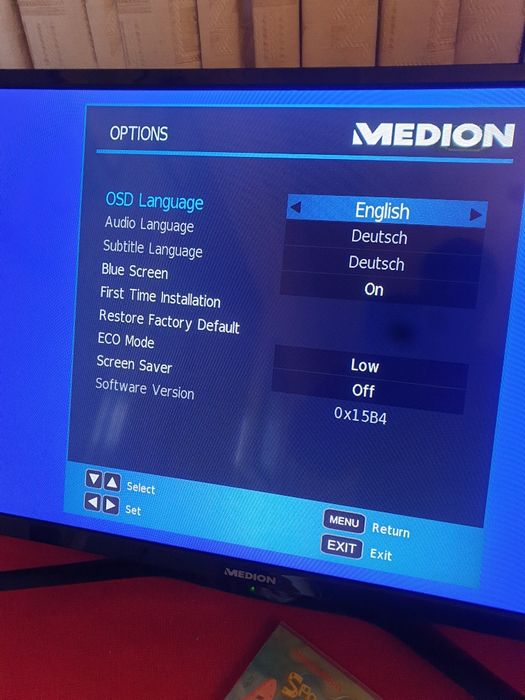 OPTIONS
MEDION
OSD Language English
Audio Language Deutsch
Subtitle Language Deutsch
Blue Screen On
First Time Installation
Restore Factory Default
ECO Mode Low
Screen Saver Off
Software Version 0x15B4
Select
Set
MENU Return
EXIT Exit
MEDION